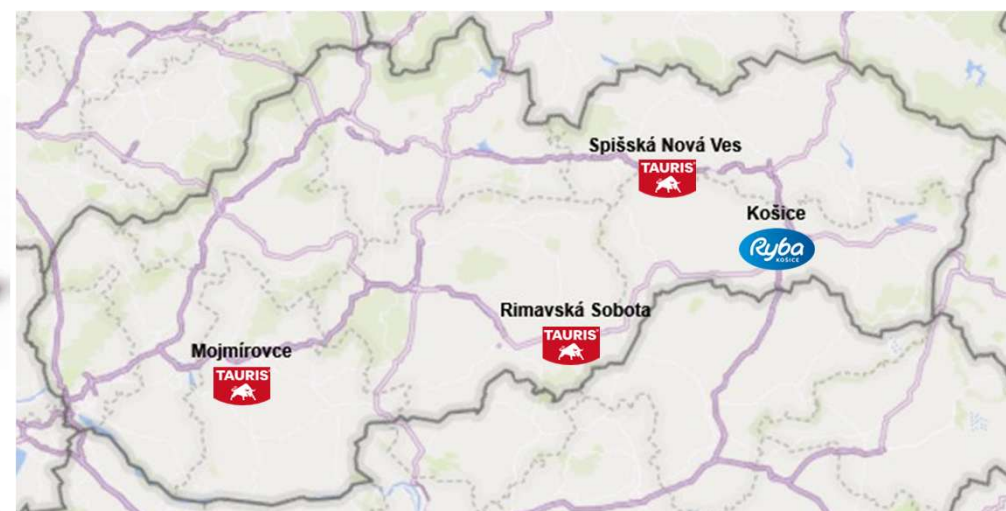 Spišská Nová Ves
TAURIS
Košice
Ryba
KOŠICE
Rimavská Sobota
TAURIS
Mojmírovce
TAURIS